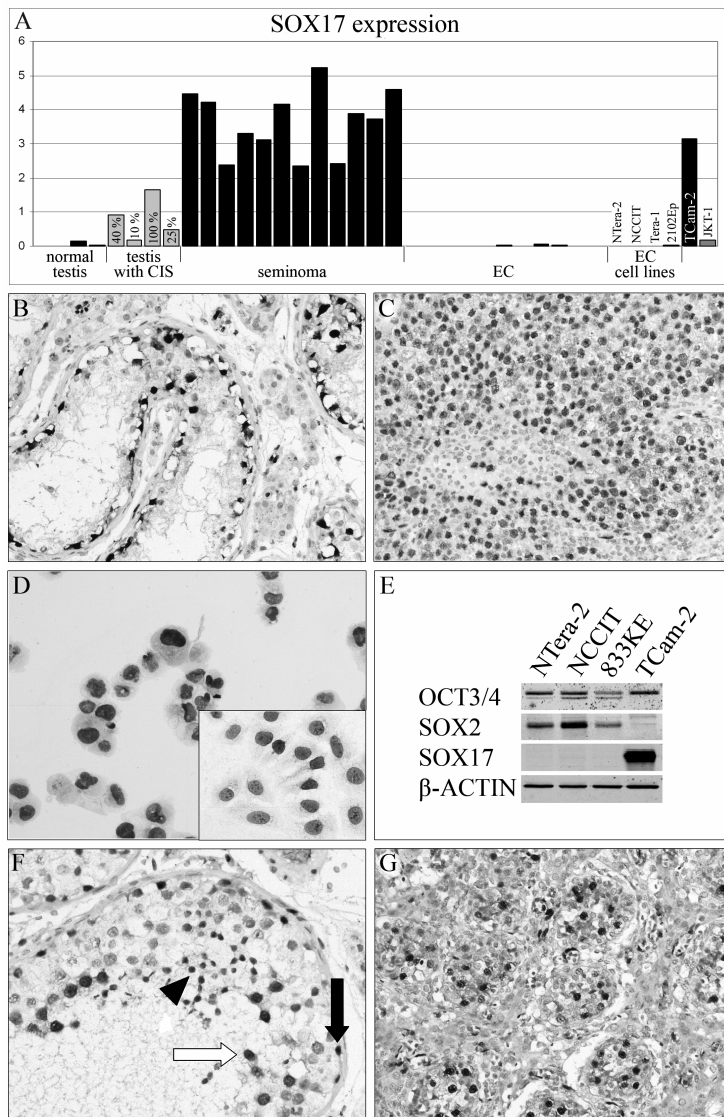 A
SOX17 expression
6
5
4
3
2
1
0
40 %
10 %
100 %
25 %
NTera-2
NCCIT
Tera-1
2102Ep
TCam-2
JKT-1
normal testis
testis with CIS
seminoma
EC
EC cell lines
B
C
D
E
NTera-2
NCCIT
833KE
TCam-2
OCT3/4
SOX2
SOX17
β-ACTIN
F
G